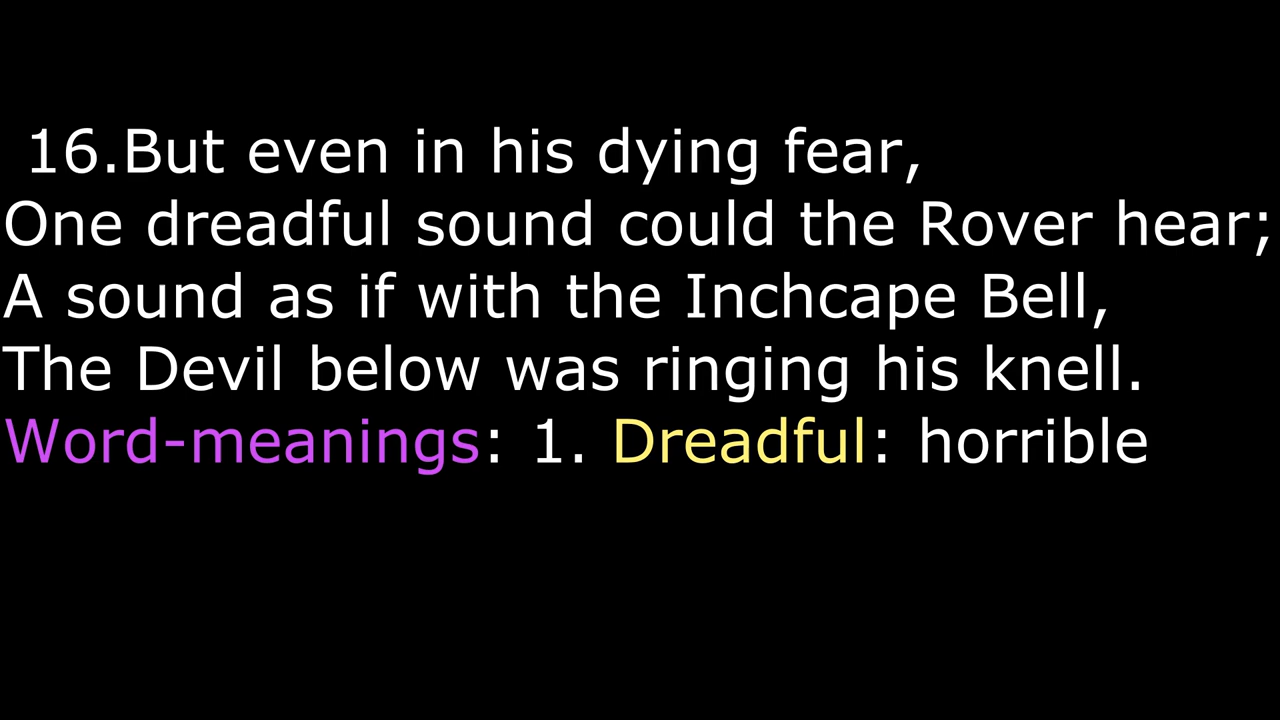 16.But even in his dying fear,
One dreadful sound could the Rover hear;
A sound as if with the Inchcape Bell,
The Devil below was ringing his knell.
Word-meanings: 1. Dreadful: horrible